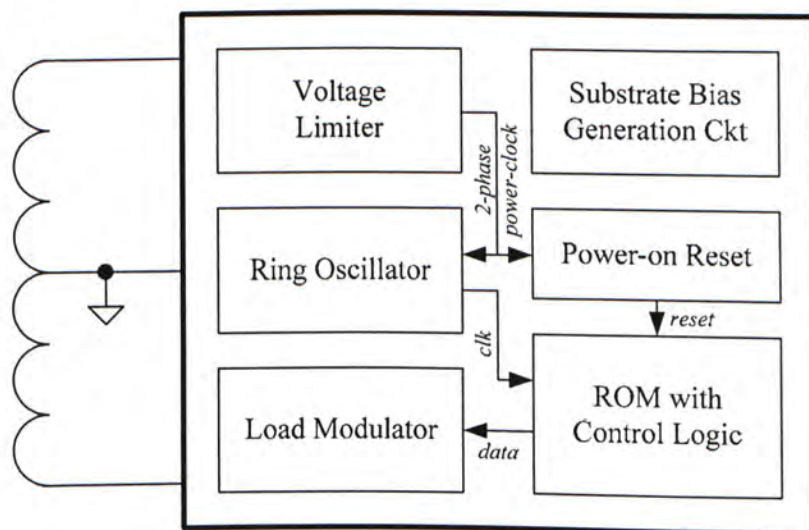 Voltage
Limiter
Substrate Bias
Generation Ckt
2-phase
power-clock
Ring Oscillator
Power-on Reset
reset
clk
Load Modulator
data
ROM with
Control Logic